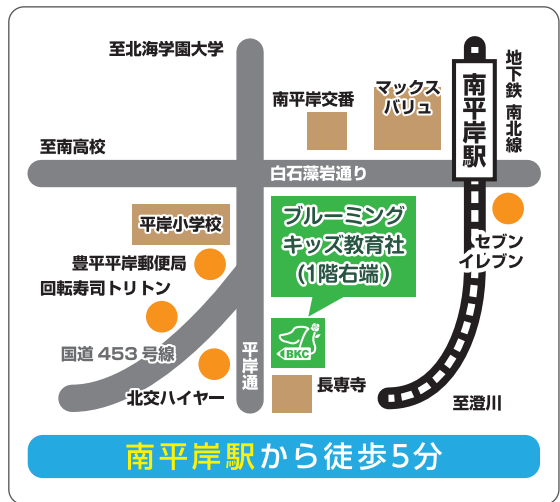 至北海学園大学
地下鉄 南北線
南平岸駅
マックス
バリュ
南平岸交番
至南高校
白石藻岩通り
平岸小学校
ブルーミング
キッズ教育社
(1階右端)
セブン
イレブン
豊平平岸郵便局
回転寿司トリトン
国道453号線
平岸通
BKC
北交ハイヤー
長専寺
至澄川
南平岸駅から徒歩5分